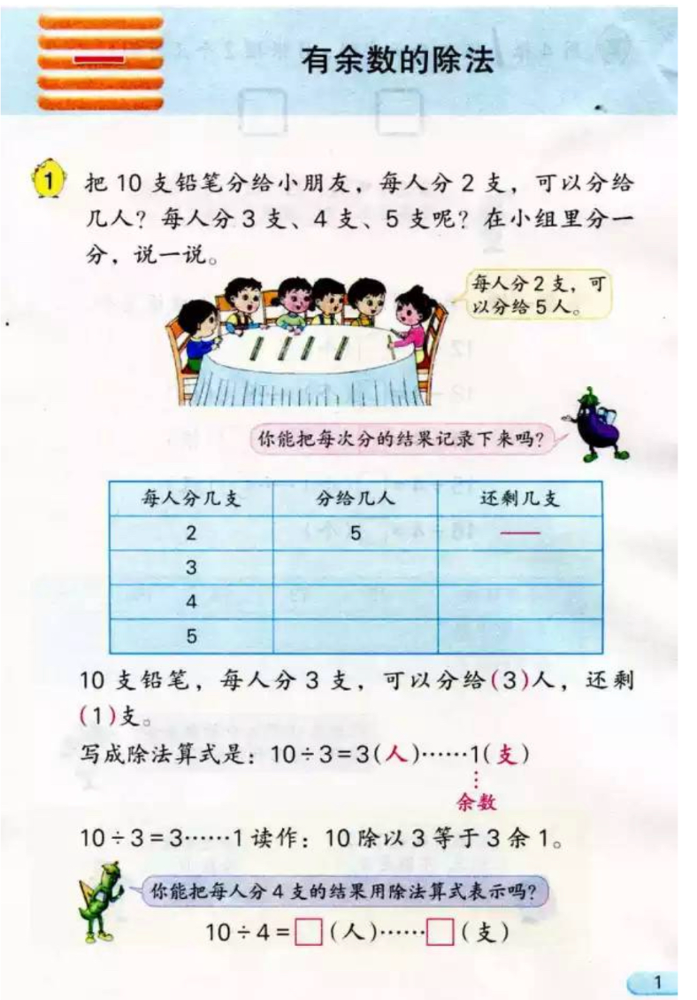 一
有余数的除法
1
把 10 支铅笔分给小朋友，每人分 2 支，可以分给
几人？每人分 3 支、4 支、5 支呢？在小组里分一
分，说一说。
每人分 2 支，可
以分给 5 人。
你能把每次分的结果记录下来吗？
每人分几支 分给几人 还剩几支
2 5 ——
3
4
5
10 支铅笔，每人分 3 支，可以分给(3)人，还剩
(1)支。
写成除法算式是：10÷3=3(人)……1(支)
余数
10÷3=3……1 读作：10 除以 3 等于 3 余 1。
你能把每人分 4 支的结果用除法算式表示吗？
10÷4=□(人)……□(支)
1